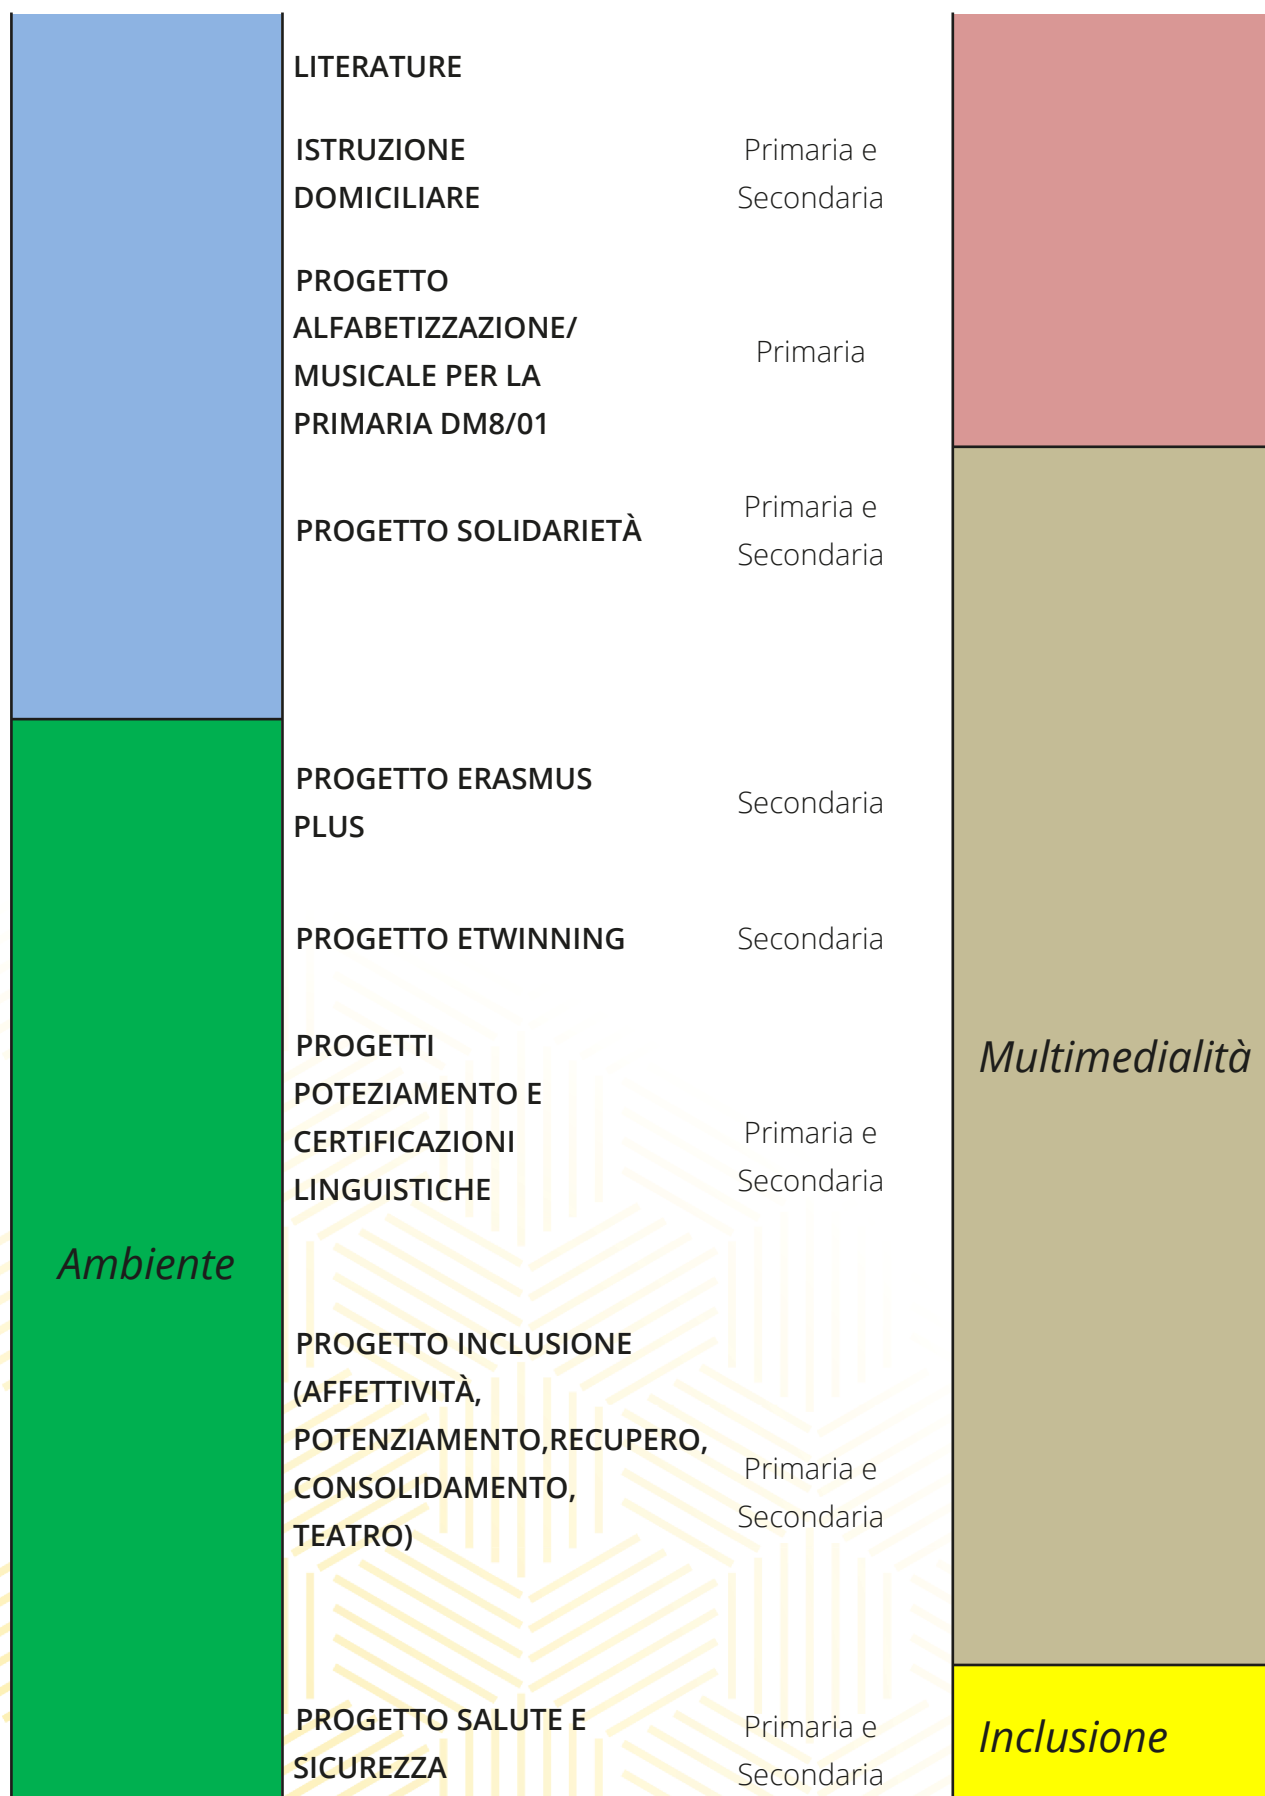 LITERATURE
ISTRUZIONE
DOMICILIARE
Primaria e
Secondaria
PROGETTO
ALFABETIZZAZIONE/
MUSICALE PER LA
PRIMARIA DM8/01
Primaria
PROGETTO SOLIDARIETÀ
Primaria e
Secondaria
Ambiente
PROGETTO ERASMUS
PLUS
Secondaria
PROGETTO ETWINNING
Secondaria
PROGETTI
POTEZIAMENTO E
CERTIFICAZIONI
LINGUISTICHE
Primaria e
Secondaria
PROGETTO INCLUSIONE
(AFFETTIVITÀ,
POTENZIAMENTO,RECUPERO,
CONSOLIDAMENTO,
TEATRO)
Primaria e
Secondaria
PROGETTO SALUTE E
SICUREZZA
Primaria e
Secondaria
Multimedialità
Inclusione